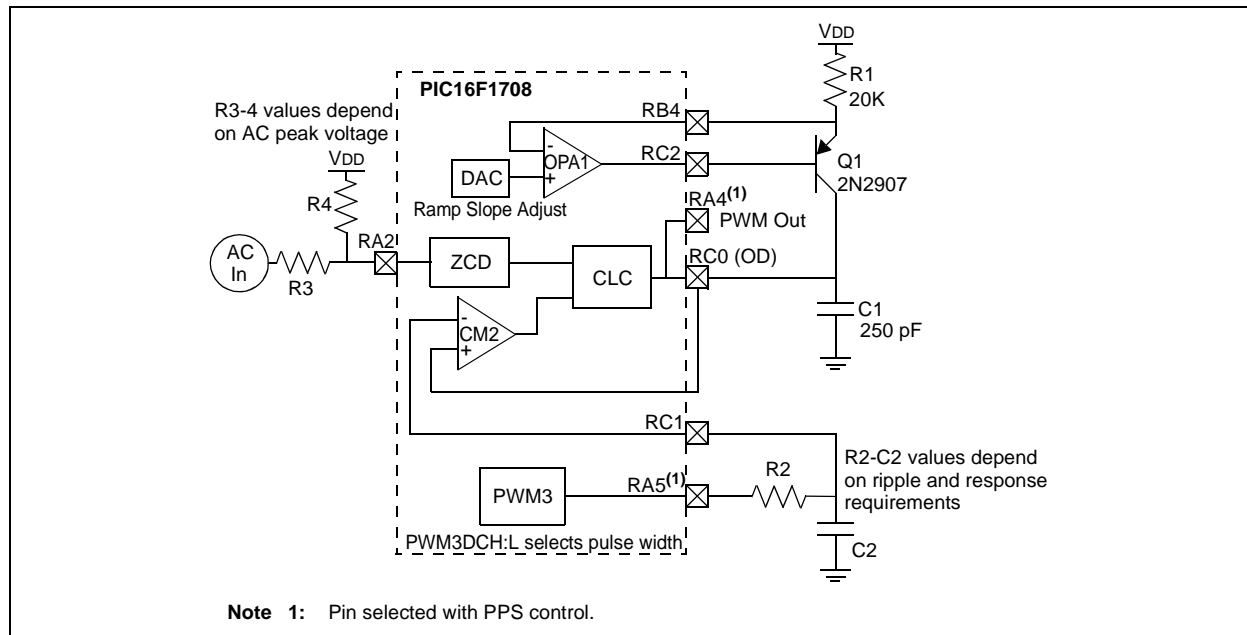 VDD
R1
20K
PIC16F1708
R3-4 values depend
on AC peak voltage
VDD
R4
RB4
-
OPA1
+
RC2
DAC
Ramp Slope Adjust
Q1
2N2907
RA4(1)
PWM Out
RA2
AC
In
R3
ZCD
CLC
RC0 (OD)
-
CM2
+
C1
250 pF
RC1
R2-C2 values depend
on ripple and response
requirements
R2
PWM3
RA5(1)
PWM3DCH:L selects pulse width
C2
Note 1: Pin selected with PPS control.